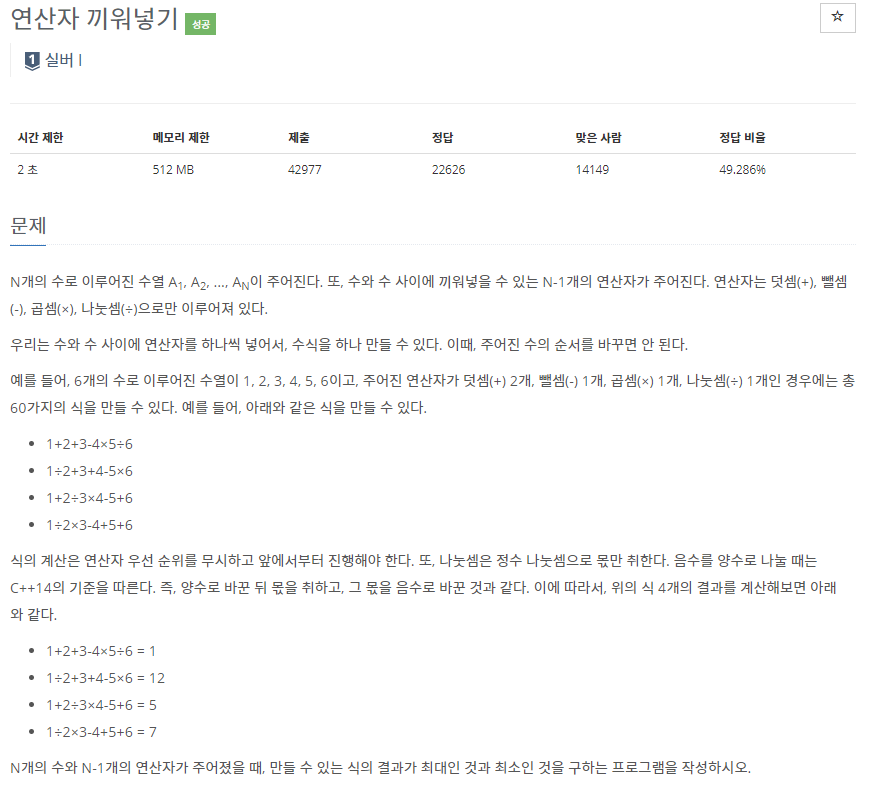 연산자 끼워넣기 성공
☆
1 실버 I
시간 제한 메모리 제한 제출 정답 맞은 사람 정답 비율
2 초 512 MB 42977 22626 14149 49.286%
문제
N개의 수로 이루어진 수열 A1, A2, ..., AN이 주어진다. 또, 수와 수 사이에 끼워넣을 수 있는 N-1개의 연산자가 주어진다. 연산자는 덧셈(+), 뺄셈
(-), 곱셈(×), 나눗셈(÷)으로만 이루어져 있다.
우리는 수와 수 사이에 연산자를 하나씩 넣어서, 수식을 하나 만들 수 있다. 이때, 주어진 수의 순서를 바꾸면 안 된다.
예를 들어, 6개의 수로 이루어진 수열이 1, 2, 3, 4, 5, 6이고, 주어진 연산자가 덧셈(+) 2개, 뺄셈(-) 1개, 곱셈(×) 1개, 나눗셈(÷) 1개인 경우에는 총
60가지의 식을 만들 수 있다. 예를 들어, 아래와 같은 식을 만들 수 있다.
• 1+2+3-4×5÷6
• 1÷2+3+4-5×6
• 1+2÷3×4-5+6
• 1÷2×3-4+5+6
식의 계산은 연산자 우선 순위를 무시하고 앞에서부터 진행해야 한다. 또, 나눗셈은 정수 나눗셈으로 몫만 취한다. 음수를 양수로 나눌 때는
C++14의 기준을 따른다. 즉, 양수로 바꾼 뒤 몫을 취하고, 그 몫을 음수로 바꾼 것과 같다. 이에 따라서, 위의 식 4개의 결과를 계산해보면 아래
와 같다.
• 1+2+3-4×5÷6 = 1
• 1÷2+3+4-5×6 = 12
• 1+2÷3×4-5+6 = 5
• 1÷2×3-4+5+6 = 7
N개의 수와 N-1개의 연산자가 주어졌을 때, 만들 수 있는 식의 결과가 최대인 것과 최소인 것을 구하는 프로그램을 작성하시오.